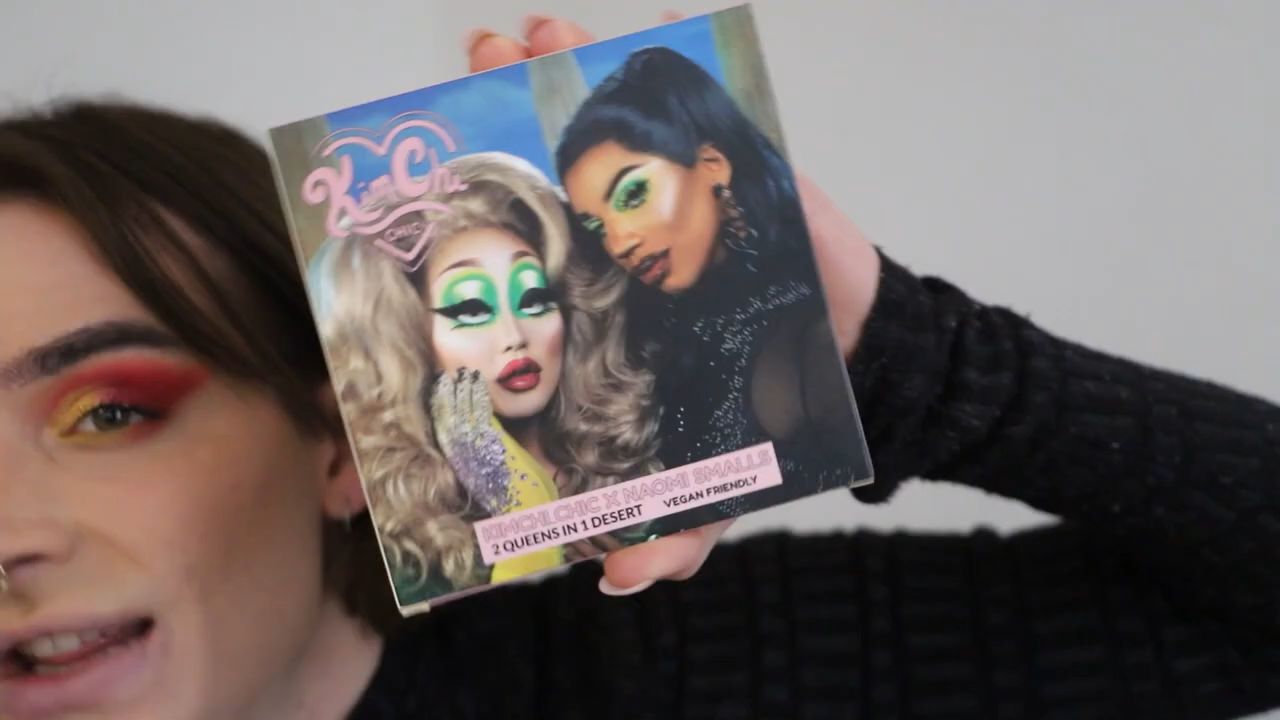 KimChi
CHIC
KIMCHI.CHIC X NAOMI SMALLS
2 QUEENS IN 1 DESERT VEGAN FRIENDLY